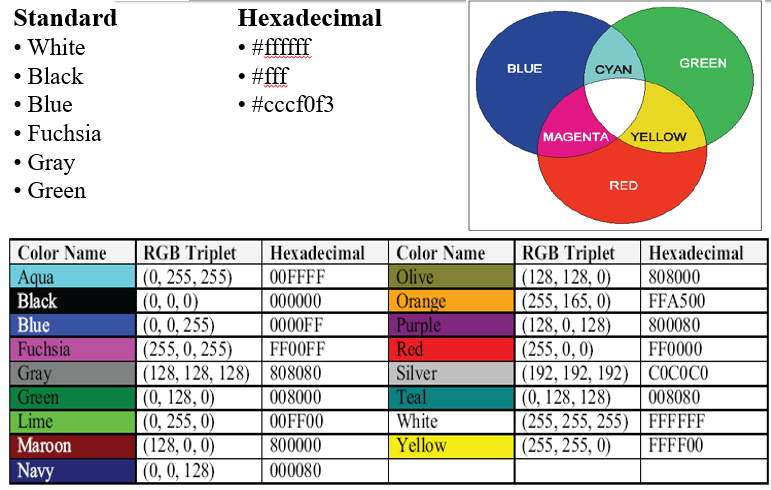 Standard
• White
• Black
• Blue
• Fuchsia
• Gray
• Green
Hexadecimal
• #ffffff
• #fff
• #cccf0f3
BLUE
CYAN
GREEN
MAGENTA
YELLOW
RED
Color Name RGB Triplet Hexadecimal Color Name RGB Triplet Hexadecimal
Aqua (0, 255, 255) 00FFFF Olive (128, 128, 0) 808000
Black (0, 0, 0) 000000 Orange (255, 165, 0) FFA500
Blue (0, 0, 255) 0000FF Purple (128, 0, 128) 800080
Fuchsia (255, 0, 255) FF00FF Red (255, 0, 0) FF0000
Gray (128, 128, 128) 808080 Silver (192, 192, 192) C0C0C0
Green (0, 128, 0) 008000 Teal (0, 128, 128) 008080
Lime (0, 255, 0) 00FF00 White (255, 255, 255) FFFFFF
Maroon (128, 0, 0) 800000 Yellow (255, 255, 0) FFFF00
Navy (0, 0, 128) 000080